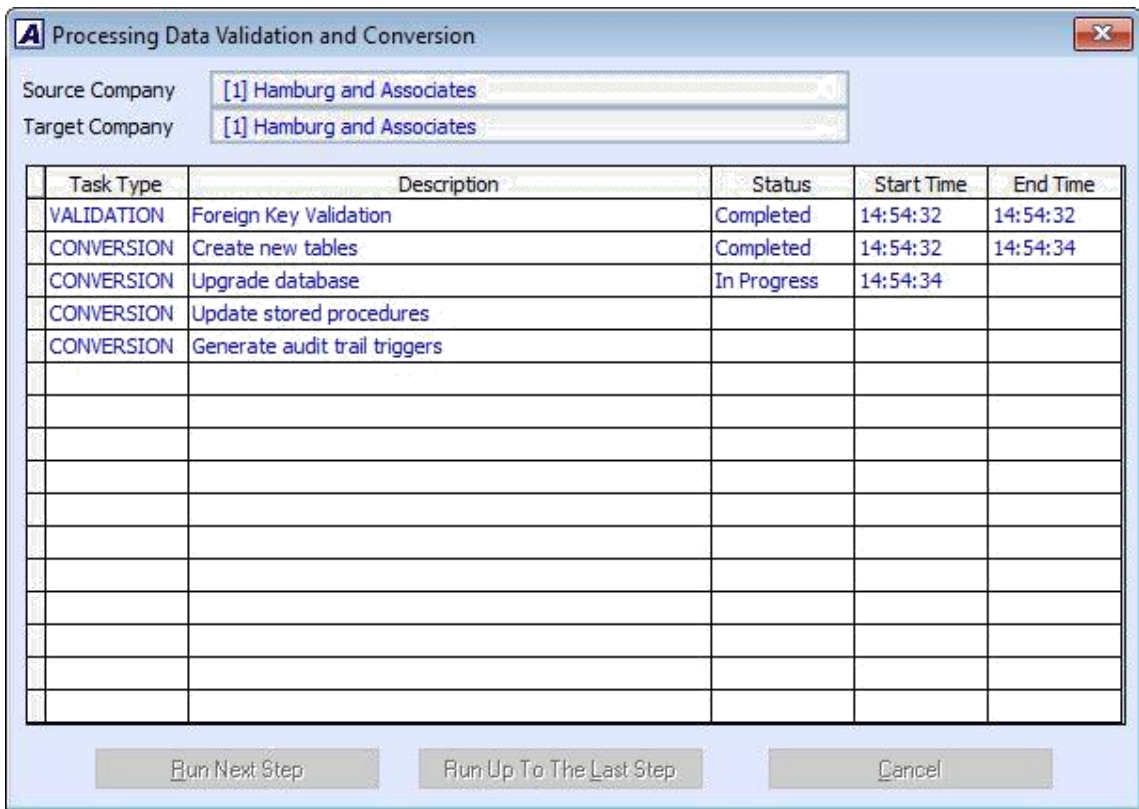 A Processing Data Validation and Conversion
Source Company [1] Hamburg and Associates
Target Company [1] Hamburg and Associates
Task Type Description Status Start Time End Time
VALIDATION Foreign Key Validation Completed 14:54:32 14:54:32
CONVERSION Create new tables Completed 14:54:32 14:54:34
CONVERSION Upgrade database In Progress 14:54:34
CONVERSION Update stored procedures
CONVERSION Generate audit trail triggers
Run Next Step Run Up To The Last Step Cancel